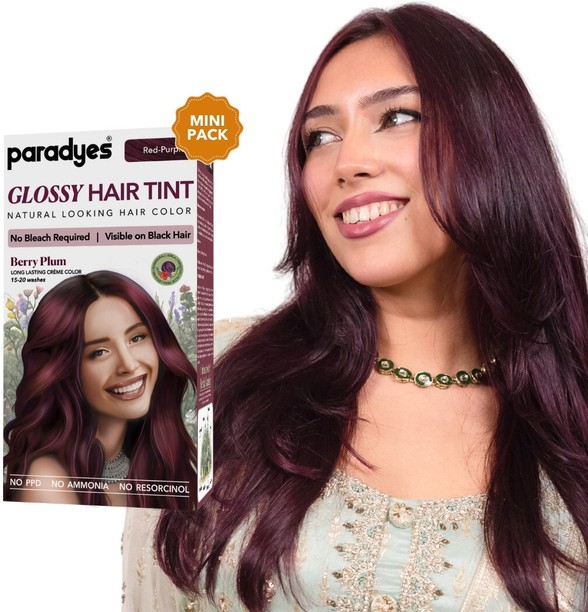 MINI
PACK
paradyes®
Red-Purple
GLOSSY HAIR TINT
NATURAL LOOKING HAIR COLOR
No Bleach Required | Visible on Black Hair
Berry Plum
LONG LASTING CRÈME COLOR
15-20 washes
NO PPD NO AMMONIA NO RESORCINOL